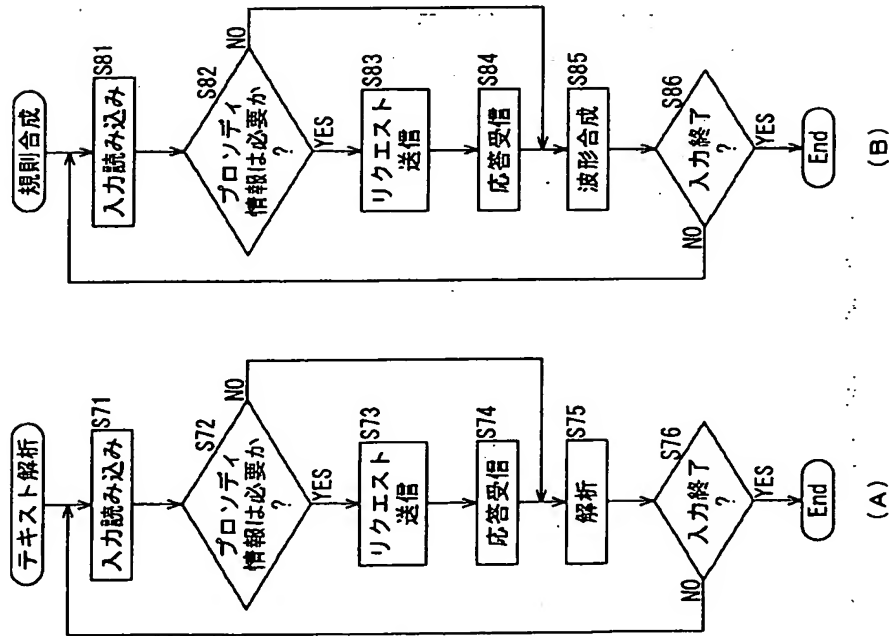 テキスト解析
入力読み込み
S71
プロソディ
情報は必要か
?
S72
NO
YES
リクエスト
送信
S73
応答受信
S74
解析
S75
入力終了
?
S76
NO
YES
End
(A)
規則合成
入力読み込み
S81
プロソディ
情報は必要か
?
S82
NO
YES
リクエスト
送信
S83
応答受信
S84
波形合成
S85
入力終了
?
S86
NO
YES
End
(B)